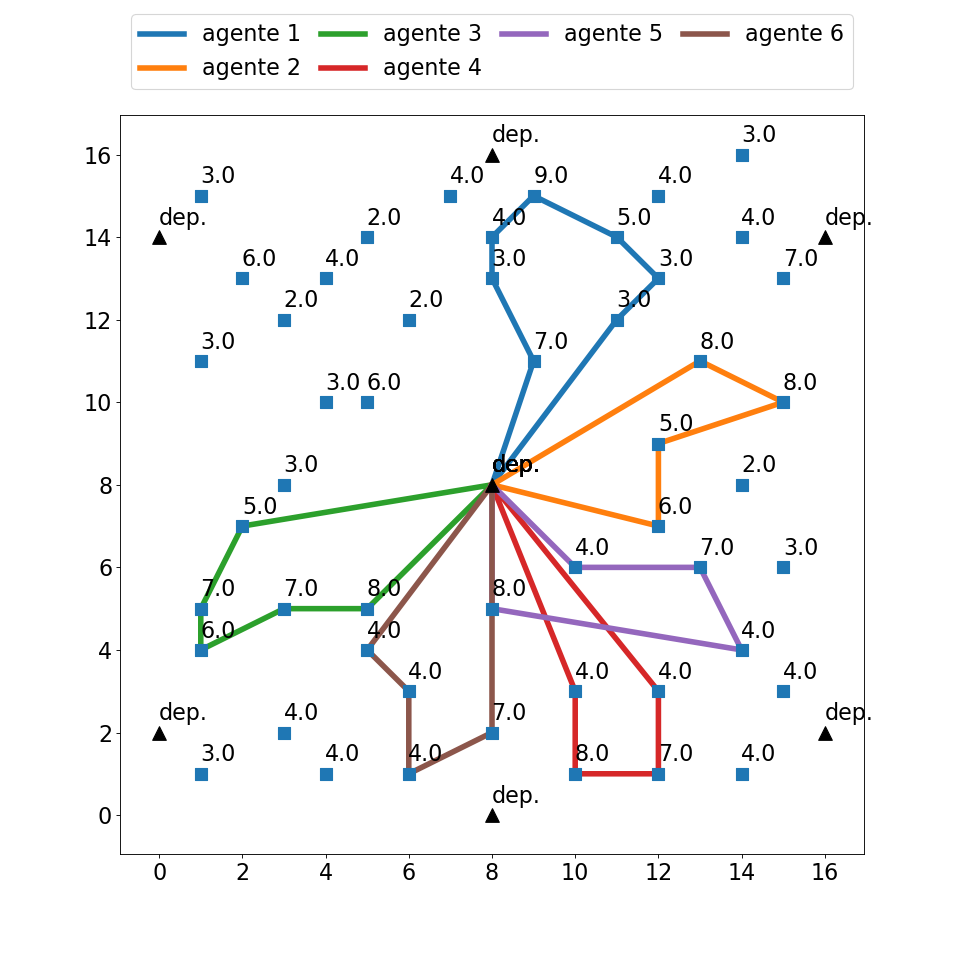 agente 1 agente 3 agente 5 agente 6
agente 2 agente 4
3.0
dep.
16
3.0 4.0 9.0 4.0
dep. 2.0 4.0 5.0 4.0 dep.
14
6.0 4.0 3.0 3.0 7.0
2.0 2.0 3.0
12
3.0 7.0 8.0
3.0 6.0 8.0
10
5.0
3.0 dep. 2.0
8
5.0 6.0
4.0 7.0 3.0
6
7.0 7.0 8.0 8.0
6.0 4.0 4.0
4
4.0 4.0 4.0 4.0
dep. 4.0 7.0 dep.
2
3.0 4.0 4.0 8.0 7.0 4.0
dep.
0
0 2 4 6 8 10 12 14 16